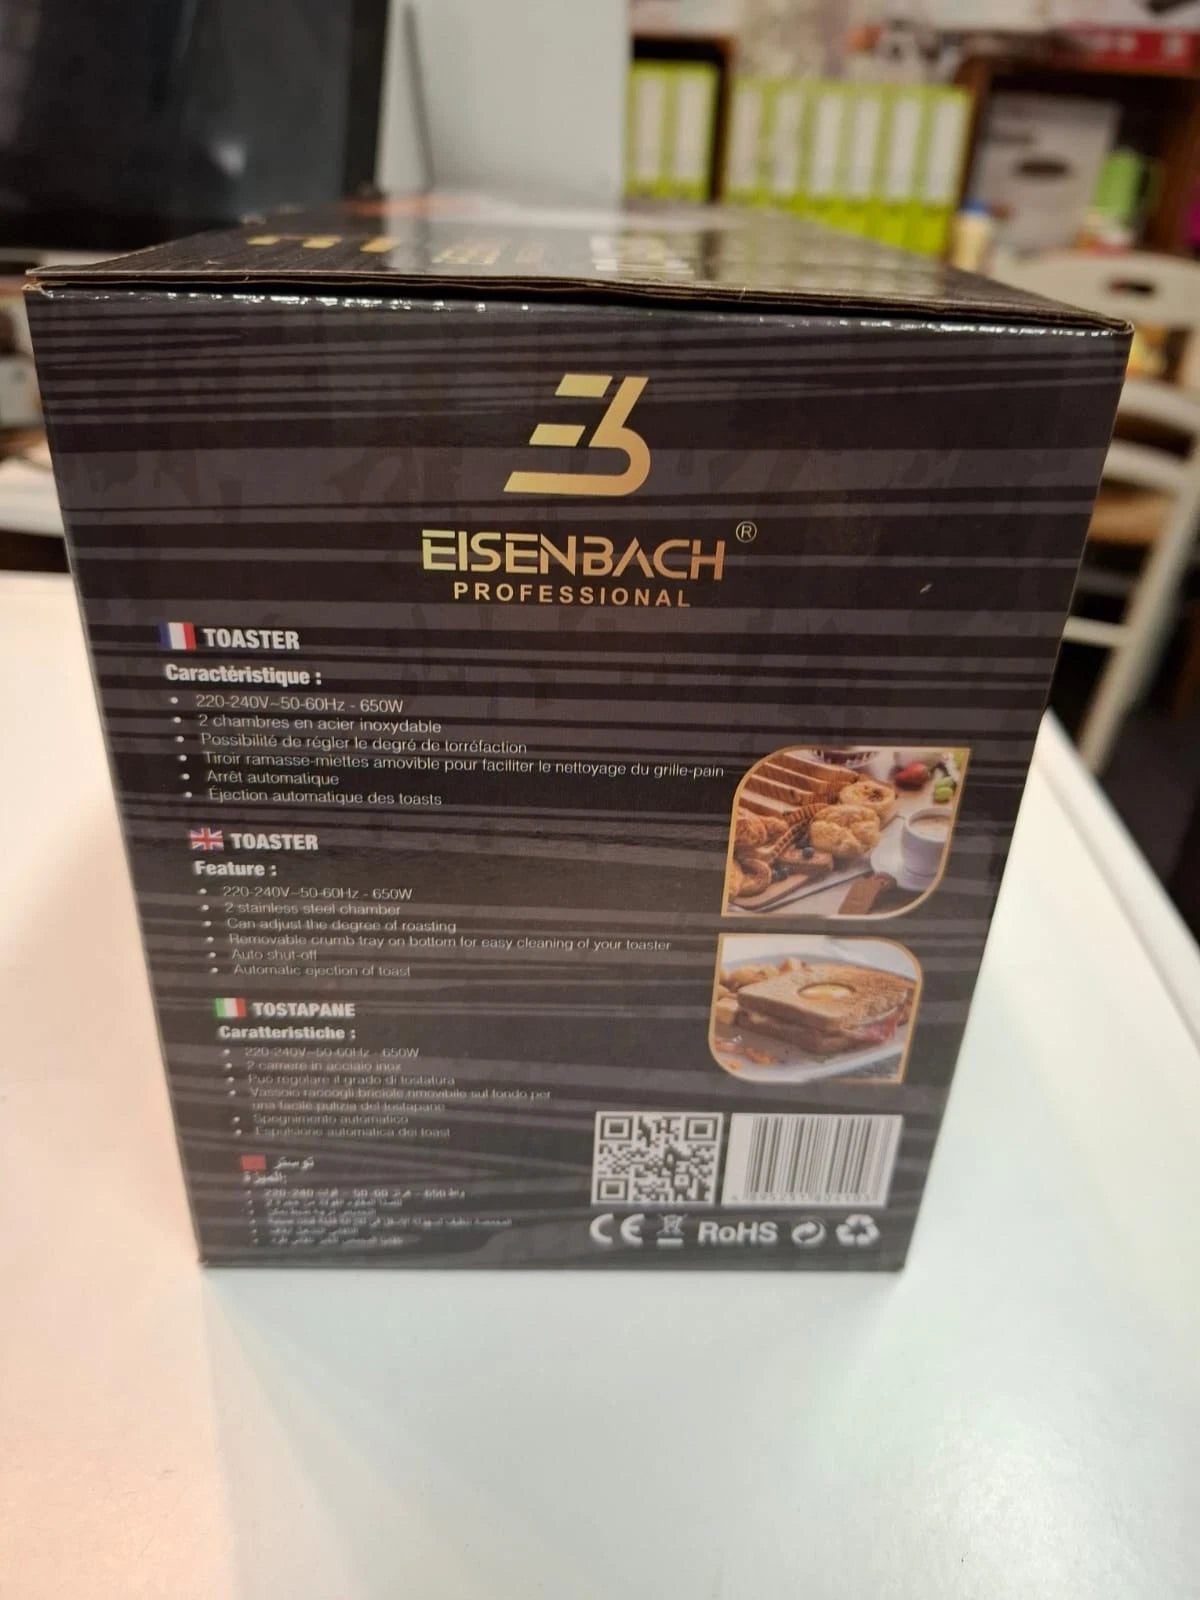 EISENBACH ®
PROFESSIONAL
TOASTER
Caractéristique :
• 220-240V~50-60Hz - 650W
• 2 chambres en acier inoxydable
• Possibilité de régler le degré de torréfaction
• Tiroir ramasse-miettes amovible pour faciliter le nettoyage du grille-pain
• Arrêt automatique
• Éjection automatique des toasts
TOASTER
Feature :
• 220-240V~50-60Hz - 650W
• 2 stainless steel chamber
• Can adjust the degree of roasting
• Removable crumb tray on bottom for easy cleaning of your toaster
• Auto shut-off
• Automatic ejection of toast
TOSTAPANE
Caratteristiche :
• 220-240V~50-60Hz - 650W
• 2 camere in acciaio inox
• Può regolare il grado di tostatura
• Vassoio raccogli briciole rimovibile sul fondo per
una facile pulizia del tostapane
• Spegnimento automatico
• Espulsione automatica dei toast
توستر
الميزة:
CE RoHS